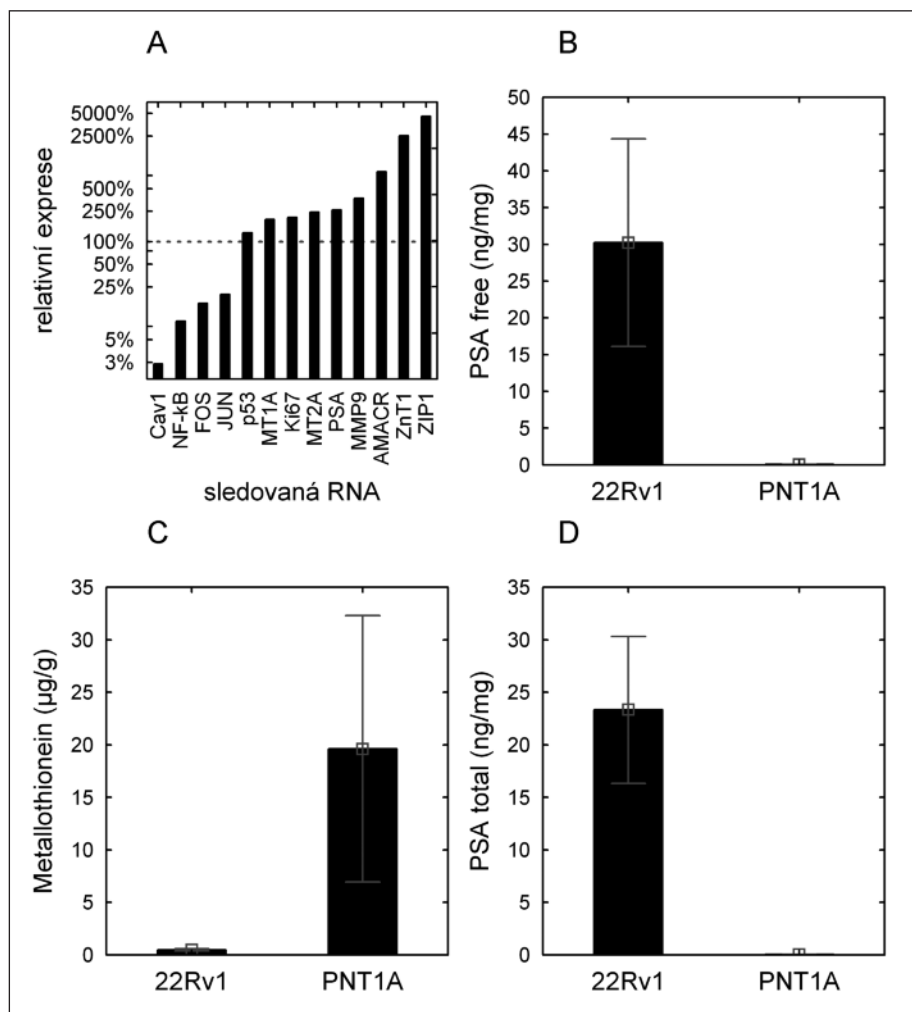 A
relativní exprese
5000%
2500%
500%
250%
100%
50%
25%
5%
3%
Cav1
NF-kB
FOS
JUN
p53
MT1A
Ki67
MT2A
PSA
MMP9
AMACR
ZnT1
ZIP1
sledovaná RNA
B
PSA free (ng/mg)
50
45
40
35
30
25
20
15
10
5
0
22Rv1 PNT1A
C
Metallothionein (µg/g)
35
30
25
20
15
10
5
0
22Rv1 PNT1A
D
PSA total (ng/mg)
35
30
25
20
15
10
5
0
22Rv1 PNT1A